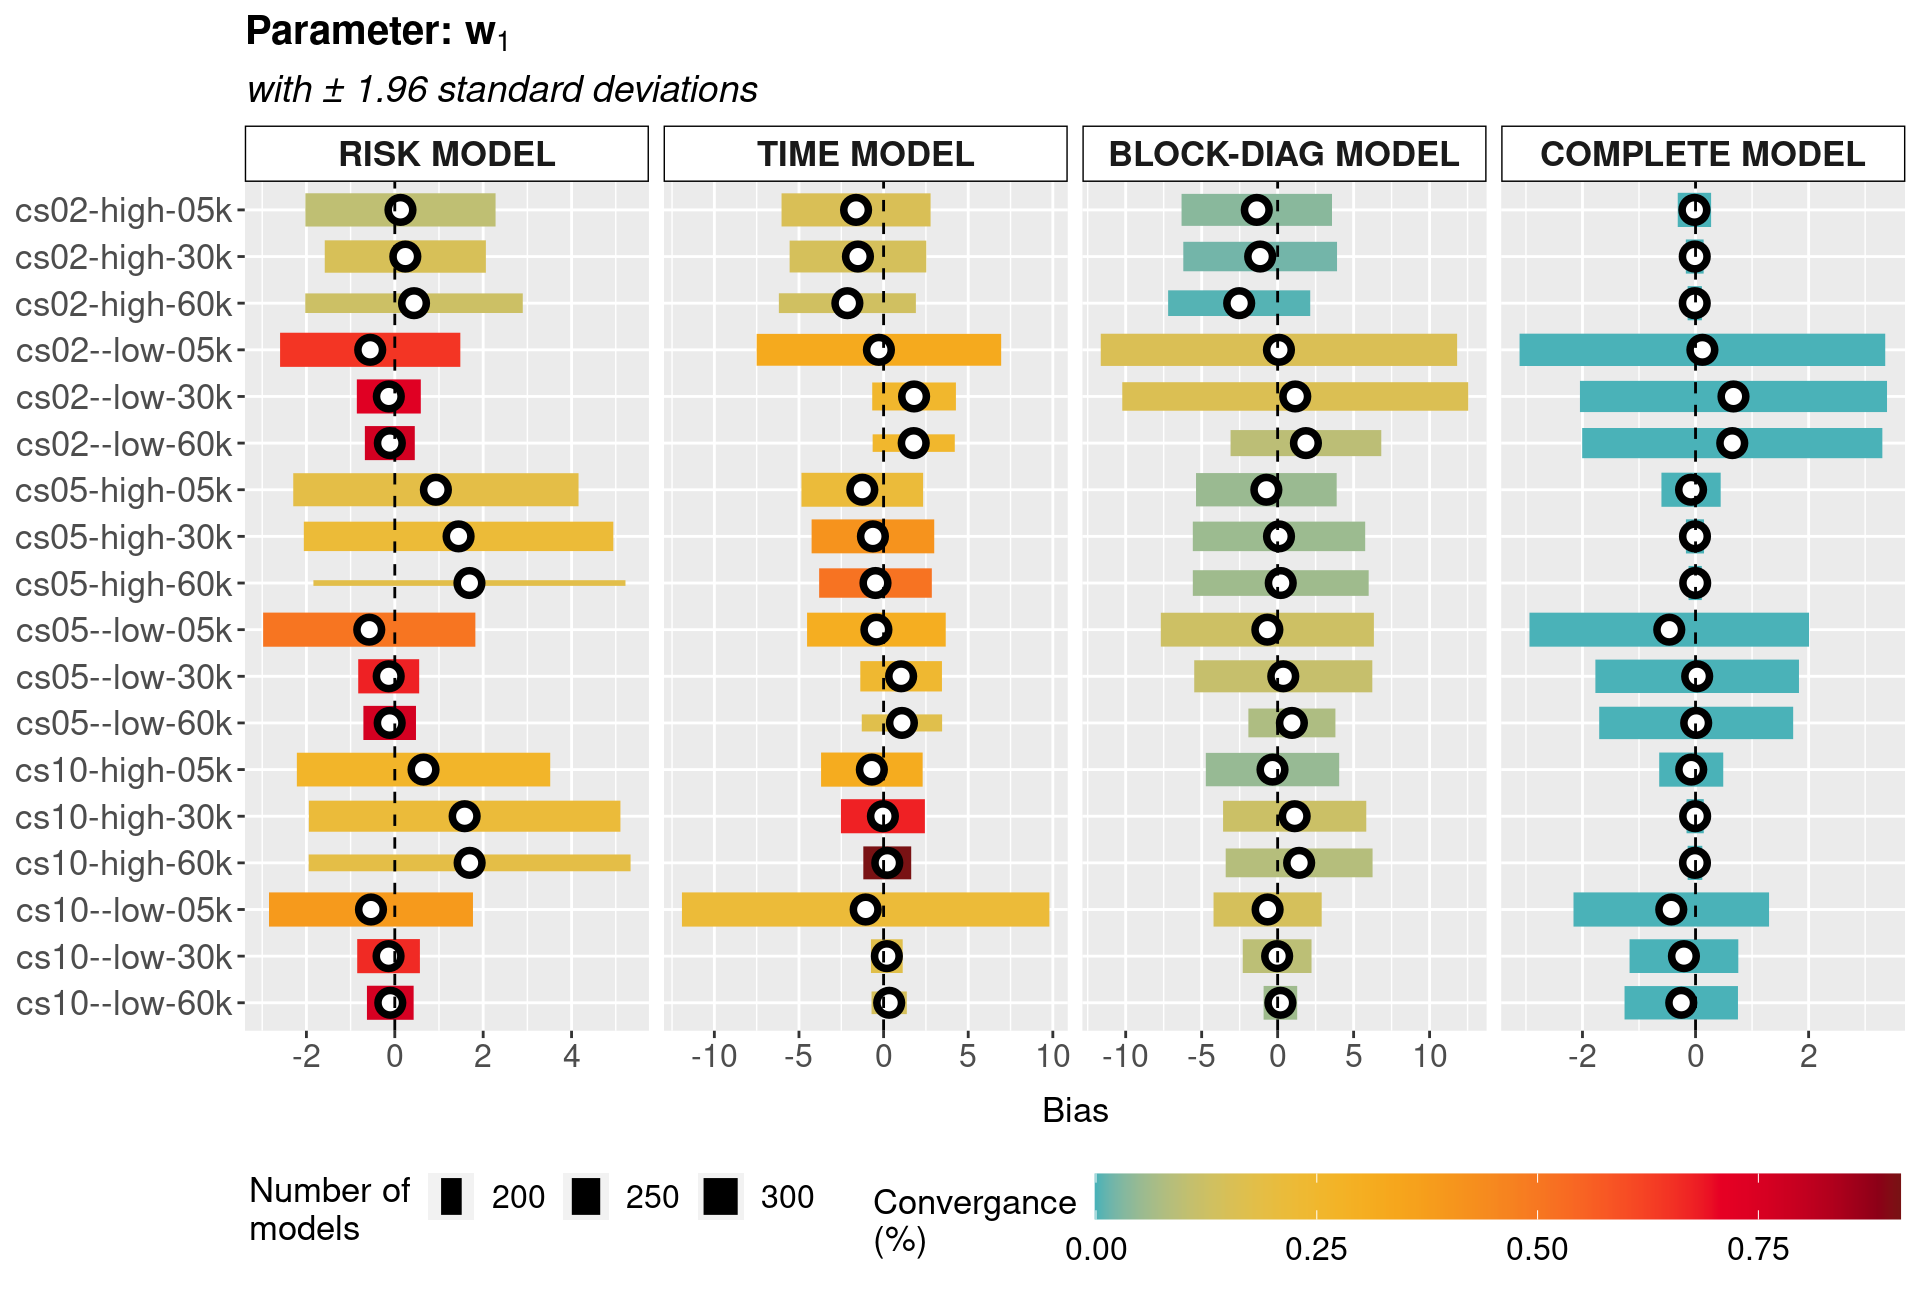 Parameter: w1
with ± 1.96 standard deviations
RISK MODEL TIME MODEL BLOCK-DIAG MODEL COMPLETE MODEL
cs02-high-05k
cs02-high-30k
cs02-high-60k
cs02--low-05k
cs02--low-30k
cs02--low-60k
cs05-high-05k
cs05-high-30k
cs05-high-60k
cs05--low-05k
cs05--low-30k
cs05--low-60k
cs10-high-05k
cs10-high-30k
cs10-high-60k
cs10--low-05k
cs10--low-30k
cs10--low-60k
-2 0 2 4 -10 -5 0 5 10 -10 -5 0 5 10 -2 0 2
Bias
Number of
models
200 250 300
Convergance
(%)
0.00 0.25 0.50 0.75